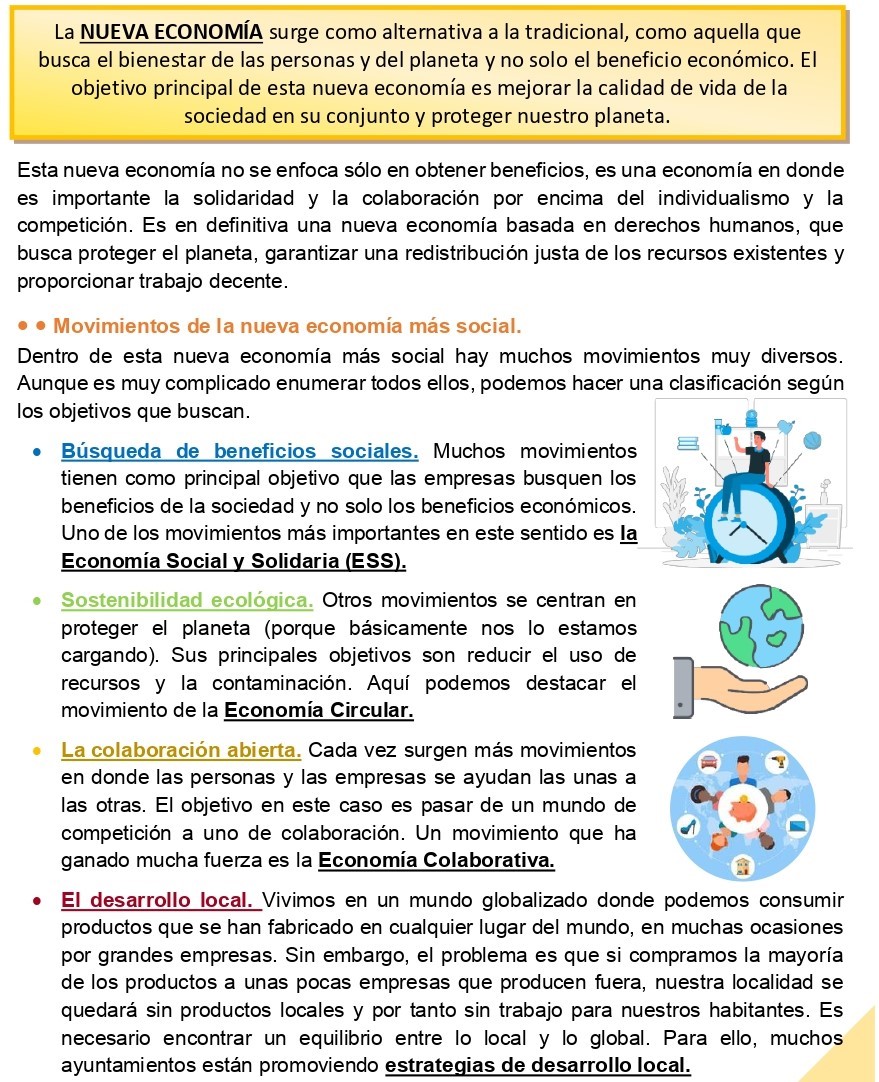 La NUEVA ECONOMÍA surge como alternativa a la tradicional, como aquella que
busca el bienestar de las personas y del planeta y no solo el beneficio económico. El
objetivo principal de esta nueva economía es mejorar la calidad de vida de la
sociedad en su conjunto y proteger nuestro planeta.
Esta nueva economía no se enfoca sólo en obtener beneficios, es una economía en donde
es importante la solidaridad y la colaboración por encima del individualismo y la
competición. Es en definitiva una nueva economía basada en derechos humanos, que
busca proteger el planeta, garantizar una redistribución justa de los recursos existentes y
proporcionar trabajo decente.
● ● Movimientos de la nueva economía más social.
Dentro de esta nueva economía más social hay muchos movimientos muy diversos.
Aunque es muy complicado enumerar todos ellos, podemos hacer una clasificación según
los objetivos que buscan.
• Búsqueda de beneficios sociales. Muchos movimientos
tienen como principal objetivo que las empresas busquen los
beneficios de la sociedad y no solo los beneficios económicos.
Uno de los movimientos más importantes en este sentido es la
Economía Social y Solidaria (ESS).
• Sostenibilidad ecológica. Otros movimientos se centran en
proteger el planeta (porque básicamente nos lo estamos
cargando). Sus principales objetivos son reducir el uso de
recursos y la contaminación. Aquí podemos destacar el
movimiento de la Economía Circular.
• La colaboración abierta. Cada vez surgen más movimientos
en donde las personas y las empresas se ayudan las unas a
las otras. El objetivo en este caso es pasar de un mundo de
competición a uno de colaboración. Un movimiento que ha
ganado mucha fuerza es la Economía Colaborativa.
• El desarrollo local. Vivimos en un mundo globalizado donde podemos consumir
productos que se han fabricado en cualquier lugar del mundo, en muchas ocasiones
por grandes empresas. Sin embargo, el problema es que si compramos la mayoría
de los productos a unas pocas empresas que producen fuera, nuestra localidad se
quedará sin productos locales y por tanto sin trabajo para nuestros habitantes. Es
necesario encontrar un equilibrio entre lo local y lo global. Para ello, muchos
ayuntamientos están promoviendo estrategias de desarrollo local.